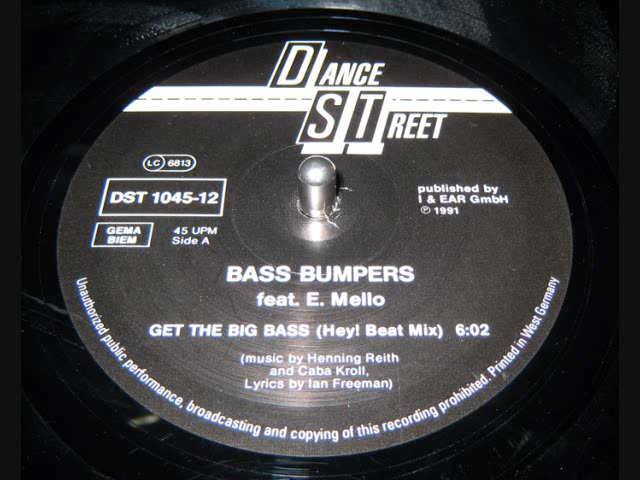 DANCE
STREET
LC 6813
DST 1045-12
GEMA
BIEM
45 UPM
Side A
published by
I & EAR GmbH
℗ 1991
BASS BUMPERS
feat. E. Mello
GET THE BIG BASS (Hey! Beat Mix) 6:02
(music by Henning Reith
and Caba Kroll,
Lyrics by Ian Freeman)
Unauthorized public performance, broadcasting and copying of this recording prohibited. Printed in West Germany